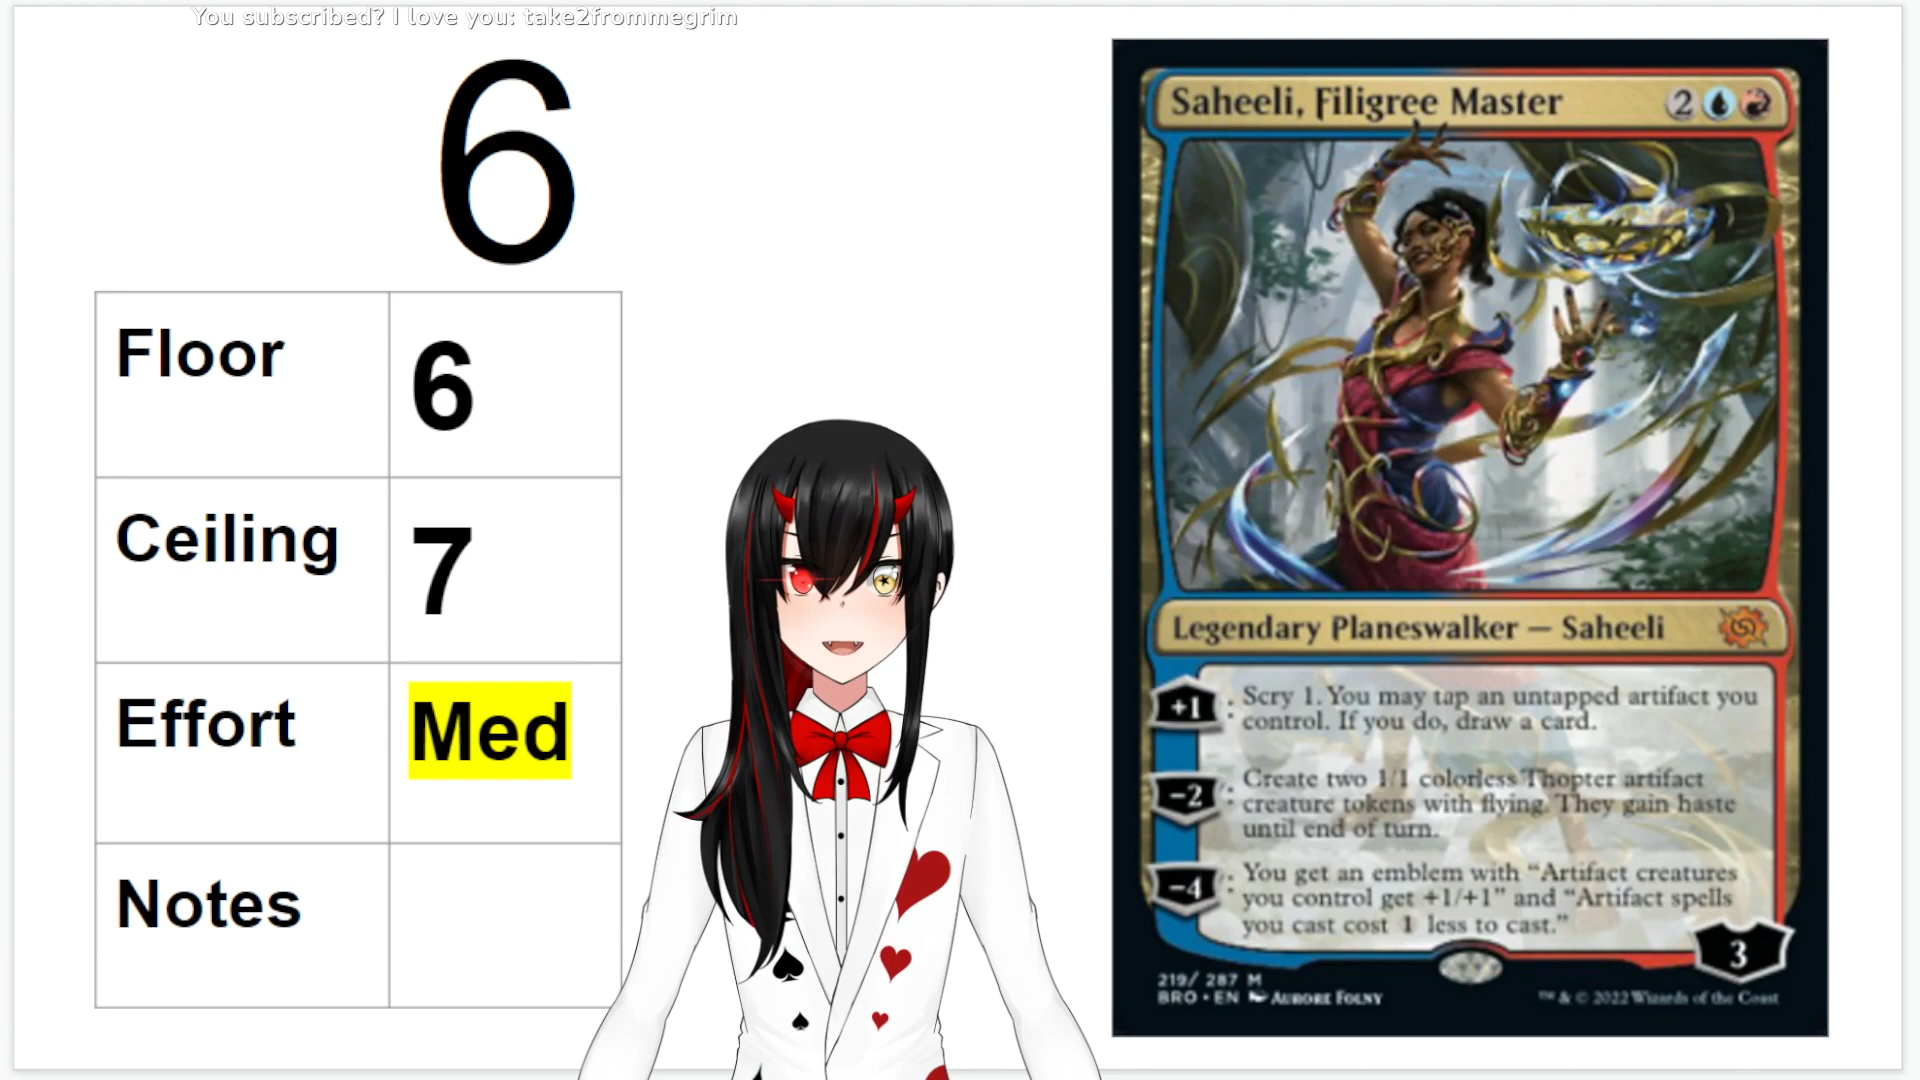 You subscribed? I love you: take2frommegrim
6
Floor 6
Ceiling 7
Effort Med
Notes
Saheeli, Filigree Master 2
Legendary Planeswalker — Saheeli
+1: Scry 1. You may tap an untapped artifact you
control. If you do, draw a card.
−2: Create two 1/1 colorless Thopter artifact
creature tokens with flying. They gain haste
until end of turn.
−4: You get an emblem with “Artifact creatures
you control get +1/+1” and “Artifact spells
you cast cost 1 less to cast.”
3
219/ 287 M
BRO • EN AURORE FOLNY
™ & © 2022 Wizards of the Coast